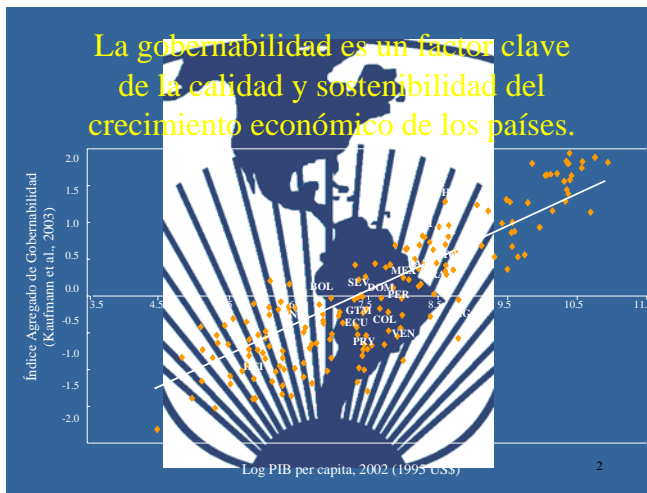 La gobernabilidad es un factor clave
de la calidad y sostenibilidad del
crecimiento económico de los países.
Índice Agregado de Gobernabilidad
(Kaufmann et al., 2003)
2.0
1.5
1.0
0.5
0.0
-0.5
-1.0
-1.5
-2.0
3.5
4.5
7.5
8.5
9.5
10.5
BOL
SLV
DOM
MEX
PER
GTM
ECU
COL
VEN
PRY
Log PIB per capita, 2002 (1995 US$)
2